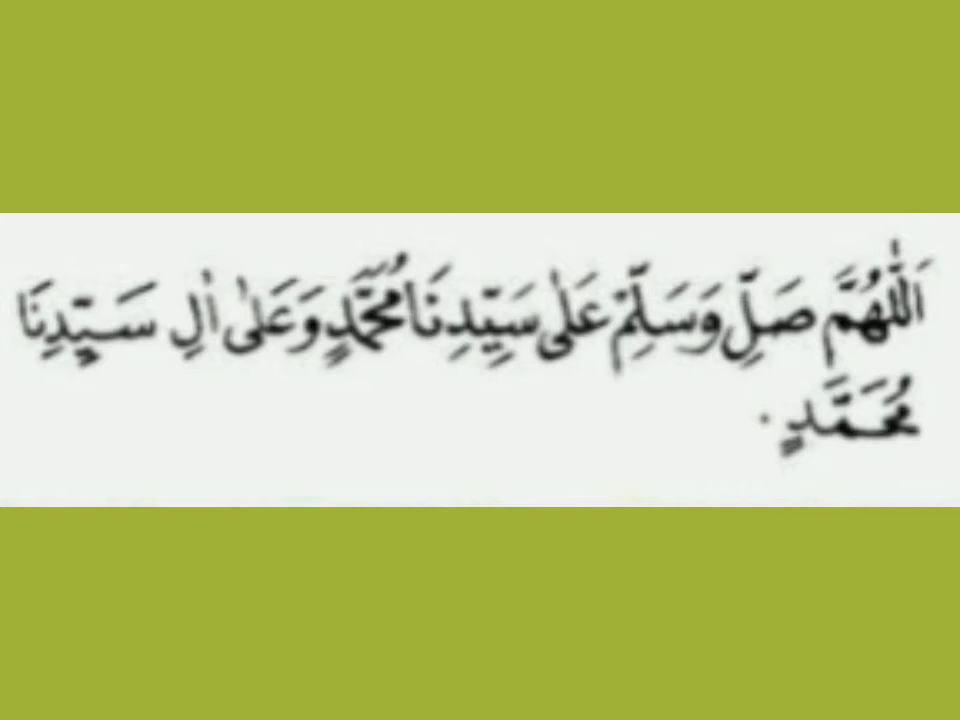 اَللّٰهُمَّ صَلِّ وَسَلِّمْ عَلٰى سَيِّدِنَا مُحَمَّدٍ وَعَلٰى اٰلِ سَيِّدِنَا
مُحَمَّدٍ .